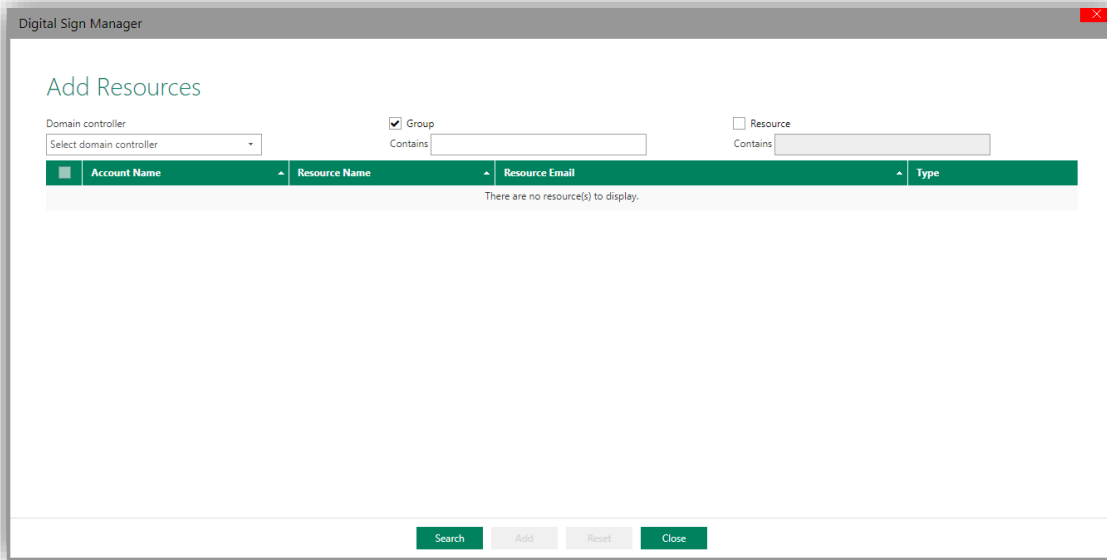 Digital Sign Manager
Add Resources
Domain controller
Group
Resource
Select domain controller
Contains
Contains
Account Name
Resource Name
Resource Email
Type
There are no resource(s) to display.
Search
Add
Reset
Close